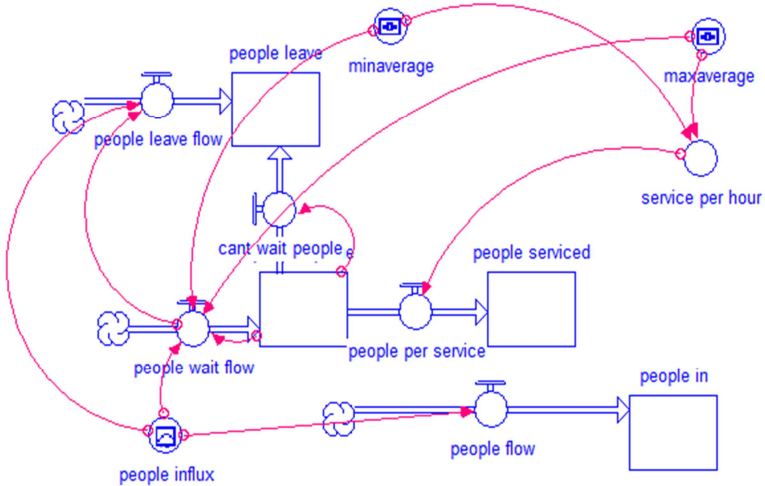 people leave
minaverage
maxaverage
people leave flow
service per hour
cant wait people
people serviced
people wait flow
people per service
people in
people flow
people influx